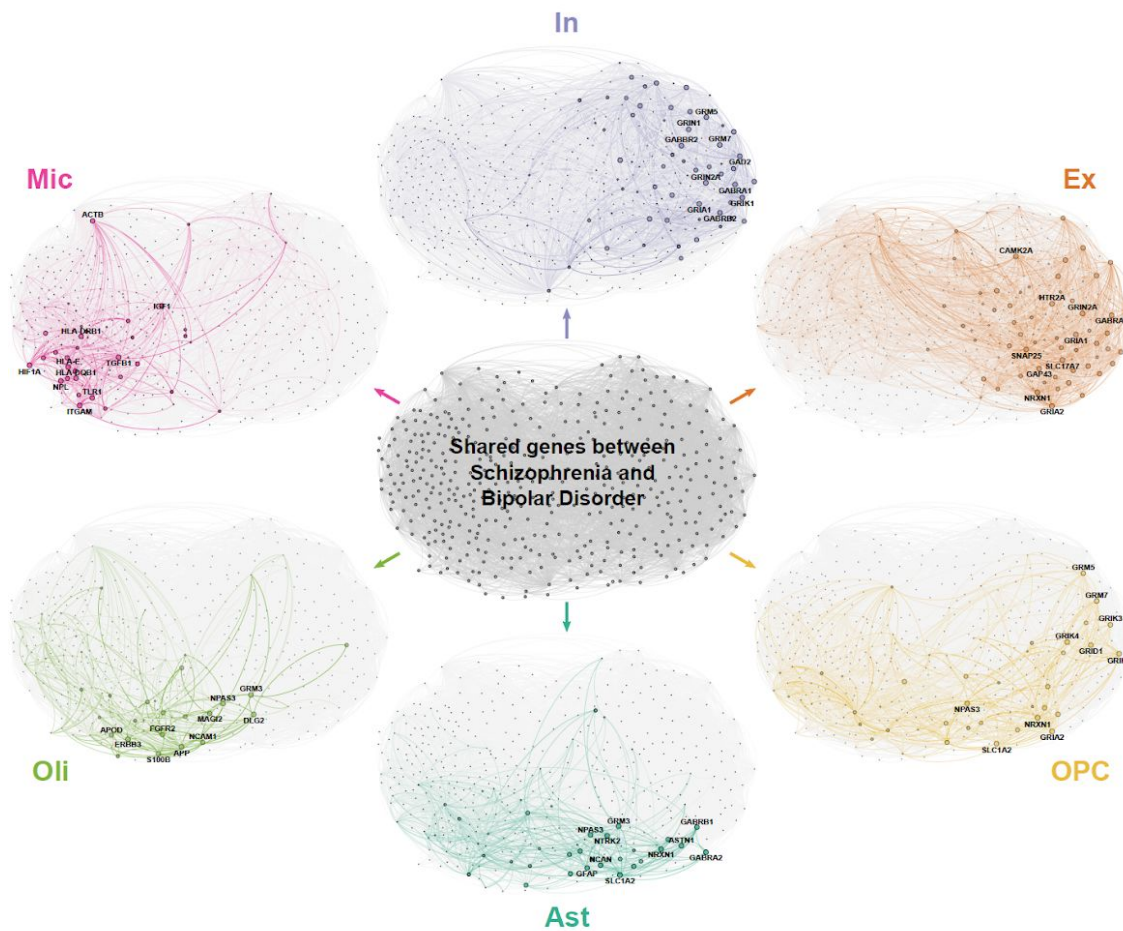 In
GRM5
GRIN1
GABBR2
GRM7
GAD2
GRIN2A
GABRA1
GRIK1
GRIA1
GABRB2
Mic
ACTB
HLA-DRB1
HLA-E
TGFB1
HIF1A
HLA-DQB1
NPL
TLR1
ITGAM
Ex
CAMK2A
HTR2A
GRIN2A
GABRA
GRIA1
SNAP25
SLC17A7
GAP43
NRXN1
GRIA2
Shared genes between
Schizophrenia and
Bipolar Disorder
GRM3
NPAS3
MAGI2
DLG2
APOD
FGFR2
NCAM1
ERBB3
APP
S100B
Oli
GRM5
GRM7
GRIK3
GRIK4
GRID1
GRIK
NPAS3
NRXN1
GRIA2
SLC1A2
OPC
GRM3
GABRB1
NPAS3
NTRK2
ASTN1
NRXN1
GABRA2
NCAN
GFAP
SLC1A2
Ast